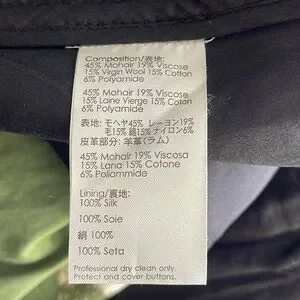 Composition/表地:
45% Mohair 19% Viscose
15% Virgin Wool 15% Cotton
6% Polyamide
45% Mohair 19% Viscose
15% Laine Vierge 15% Coton
6% Polyamide
表地: モヘヤ45% レーヨン19%
毛15% 綿15% ナイロン6%
皮革部分: 羊革(ラム)
45% Mohair 19% Viscosa
15% Lana 15% Cotone
6% Poliammide
Lining/裏地:
100% Silk
100% Soie
絹 100%
100% Seta
Professional dry clean only.
Protect and cover buttons.